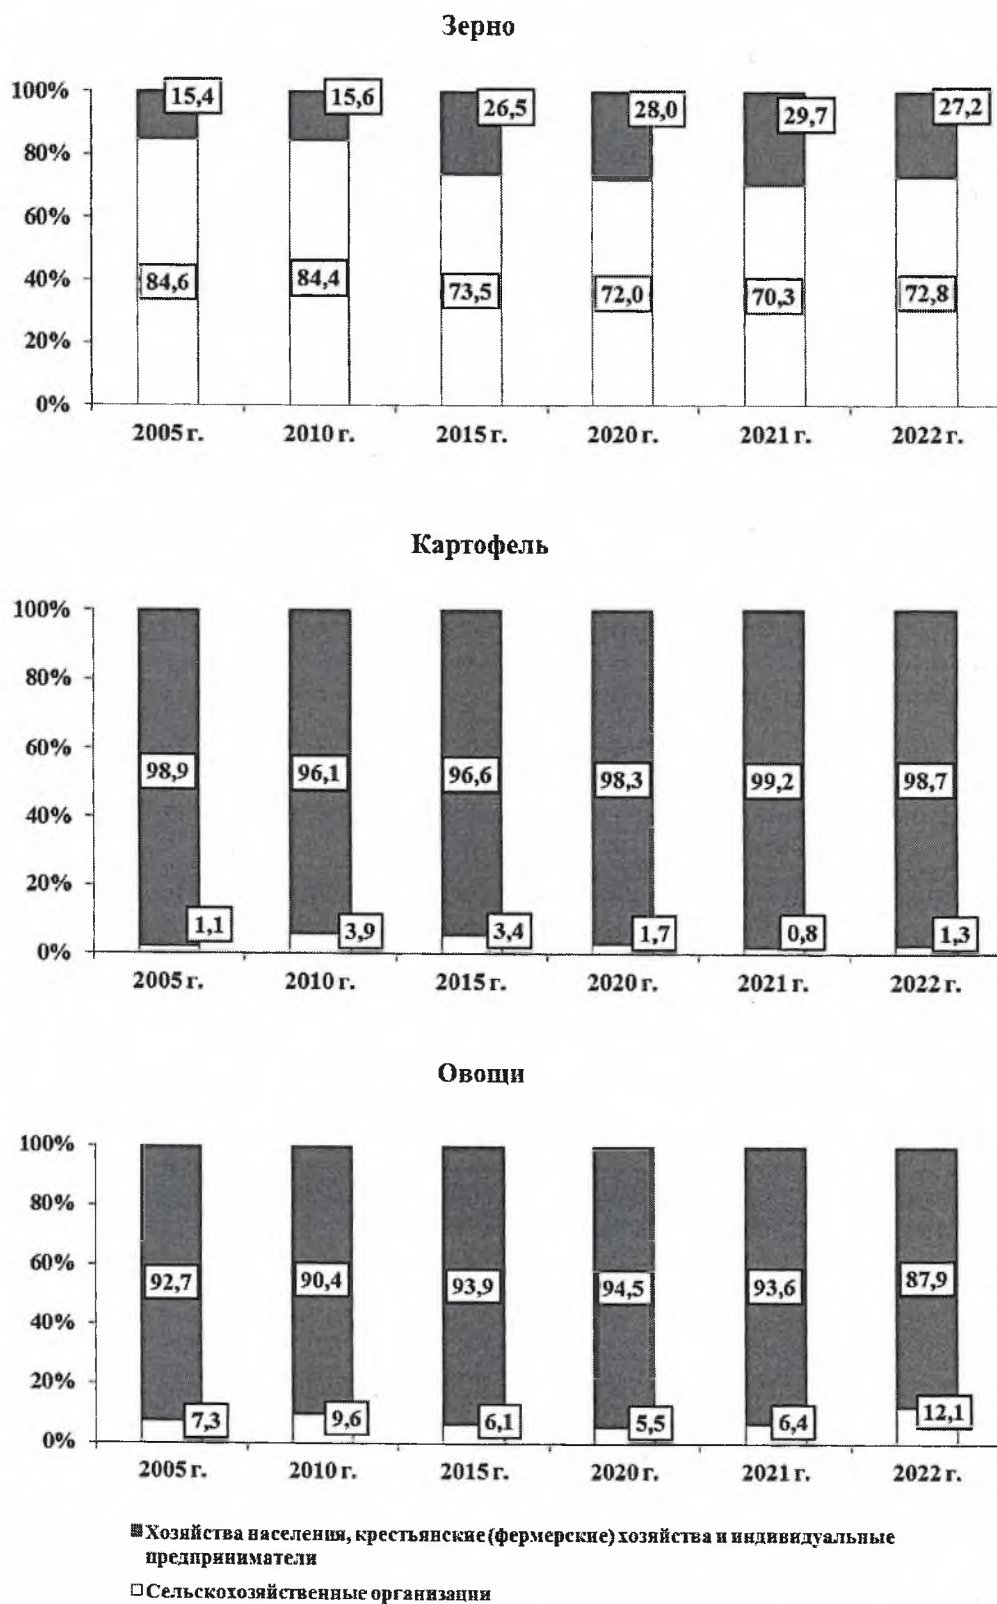 Зерно
100%
80%
60%
40%
20%
0%
15,4
15,6
26,5
28,0
29,7
27,2
84,6
84,4
73,5
72,0
70,3
72,8
2005 г.
2010 г.
2015 г.
2020 г.
2021 г.
2022 г.
Картофель
100%
80%
60%
40%
20%
0%
98,9
96,1
96,6
98,3
99,2
98,7
1,1
3,9
3,4
1,7
0,8
1,3
2005 г.
2010 г.
2015 г.
2020 г.
2021 г.
2022 г.
Овощи
100%
80%
60%
40%
20%
0%
92,7
90,4
93,9
94,5
93,6
87,9
7,3
9,6
6,1
5,5
6,4
12,1
2005 г.
2010 г.
2015 г.
2020 г.
2021 г.
2022 г.
Хозяйства населения, крестьянские (фермерские) хозяйства и индивидуальные
предприниматели
Сельскохозяйственные организации